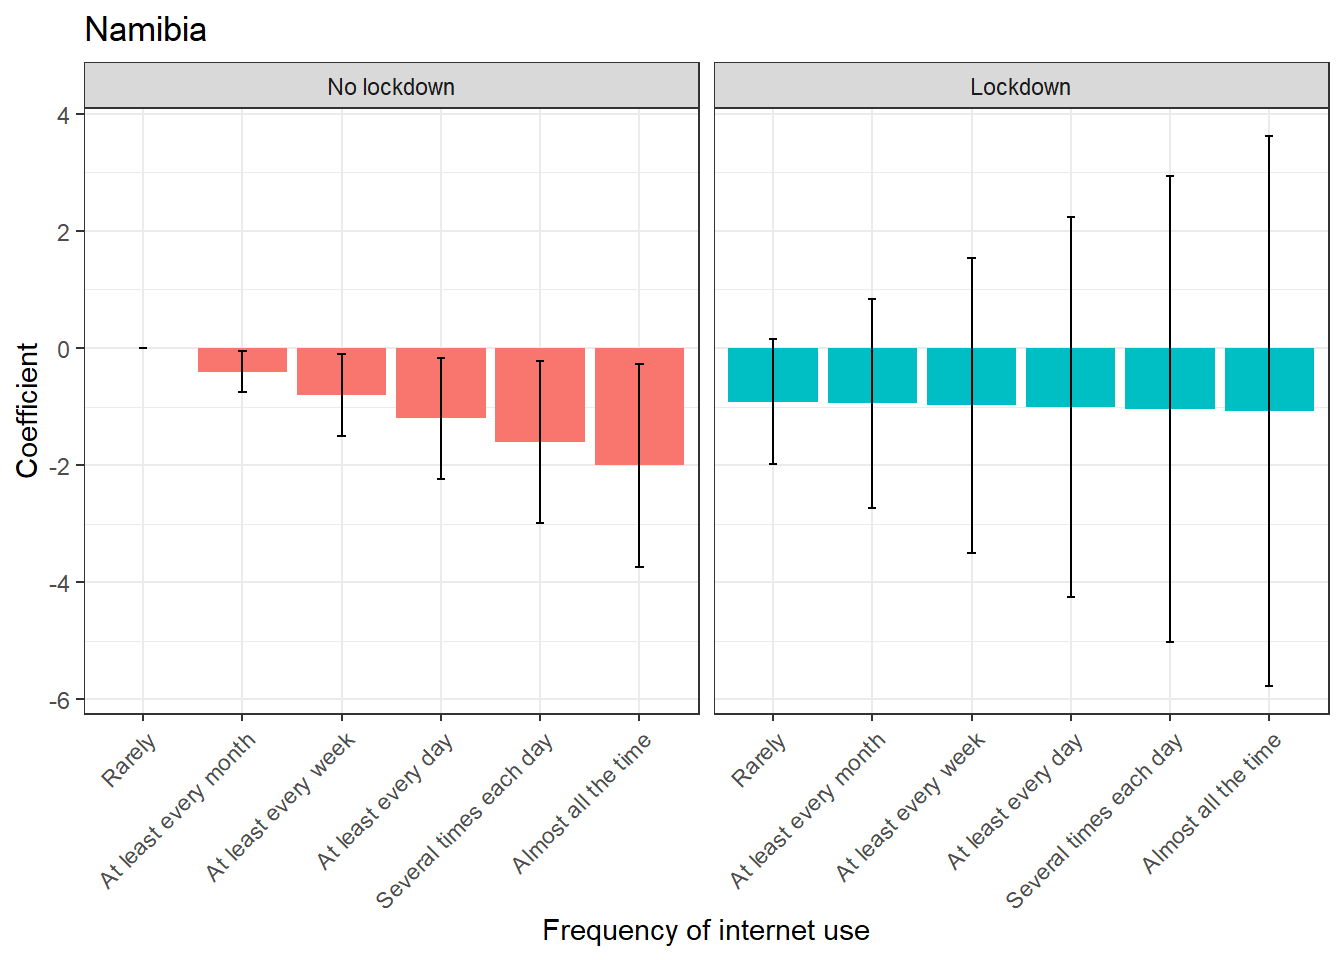 Namibia
No lockdown
Lockdown
Coefficient
4
2
0
-2
-4
-6
Rarely
At least every month
At least every week
At least every day
Several times each day
Almost all the time
Rarely
At least every month
At least every week
At least every day
Several times each day
Almost all the time
Frequency of internet use